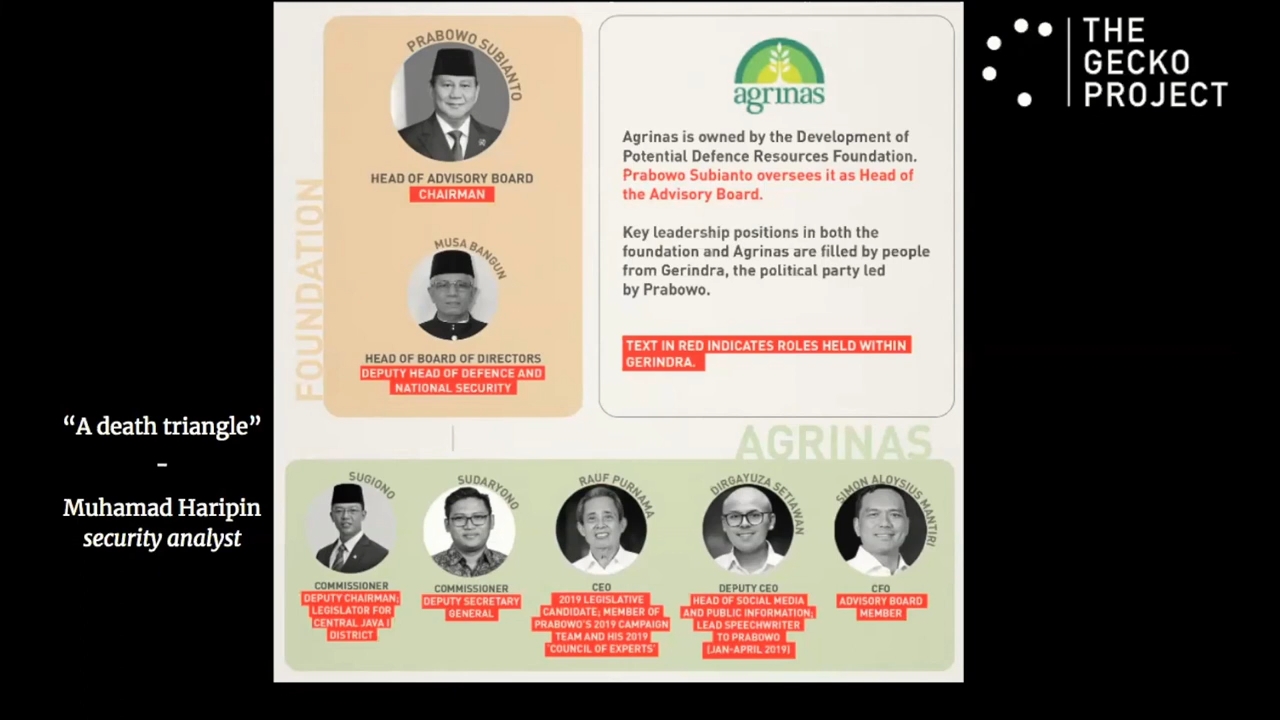 THE
GECKO
PROJECT
FOUNDATION
PRABOWO SUBIANTO
HEAD OF ADVISORY BOARD
CHAIRMAN
MUSA BANGUN
HEAD OF BOARD OF DIRECTORS
DEPUTY HEAD OF DEFENCE AND
NATIONAL SECURITY
agrinas
Agrinas is owned by the Development of
Potential Defence Resources Foundation.
Prabowo Subianto oversees it as Head of
the Advisory Board.
Key leadership positions in both the
foundation and Agrinas are filled by people
from Gerindra, the political party led
by Prabowo.
TEXT IN RED INDICATES ROLES HELD WITHIN
GERINDRA.
“A death triangle”
–
Muhamad Haripin
security analyst
AGRINAS
SUGIONO
COMMISSIONER
DEPUTY CHAIRMAN;
LEGISLATOR FOR
CENTRAL JAVA I
DISTRICT
SUDARYONO
COMMISSIONER
DEPUTY SECRETARY
GENERAL
RAUF PURNAMA
CEO
2019 LEGISLATIVE
CANDIDATE; MEMBER OF
PRABOWO'S 2019 CAMPAIGN
TEAM AND HIS 2019
'COUNCIL OF EXPERTS'
DIRGAYUZA SETIAWAN
DEPUTY CEO
HEAD OF SOCIAL MEDIA
AND PUBLIC INFORMATION;
LEAD SPEECHWRITER
TO PRABOWO
(JAN-APRIL 2019)
SIMON ALOYSIUS MANTIRI
CFO
ADVISORY BOARD
MEMBER